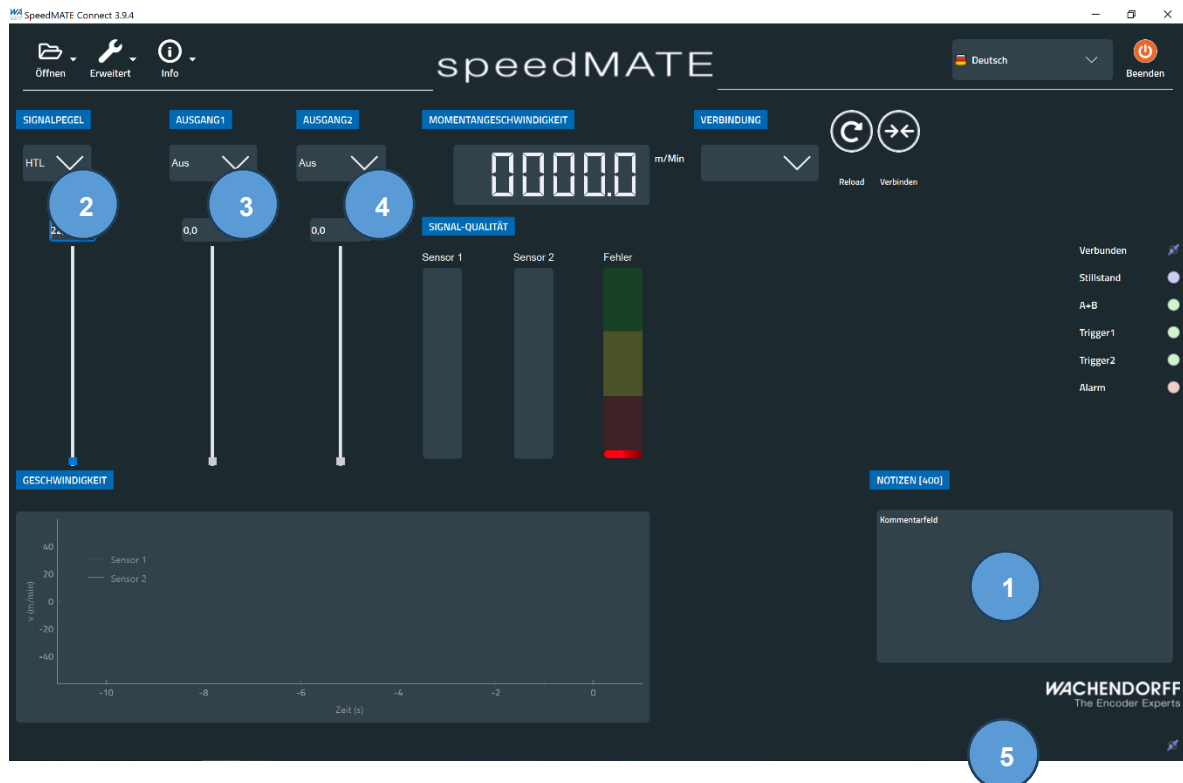 WA SpeedMATE Connect 3.9.4
Öffnen
Erweitert
Info
speedMATE
Deutsch
Beenden
SIGNALPEGEL
AUSGANG1
AUSGANG2
MOMENTANGESCHWINDIGKEIT
VERBINDUNG
HTL
Aus
Aus
0000.0
m/Min
Reload
Verbinden
2
3
4
0,0
0,0
SIGNAL-QUALITÄT
Sensor 1
Sensor 2
Fehler
Verbunden
Stillstand
A+B
Trigger1
Trigger2
Alarm
GESCHWINDIGKEIT
NOTIZEN [400]
Kommentarfeld
40
20
0
-20
-40
v (m/min)
Sensor 1
Sensor 2
-10
-8
-6
-4
-2
0
Zeit (s)
1
WACHENDORFF
The Encoder Experts
5